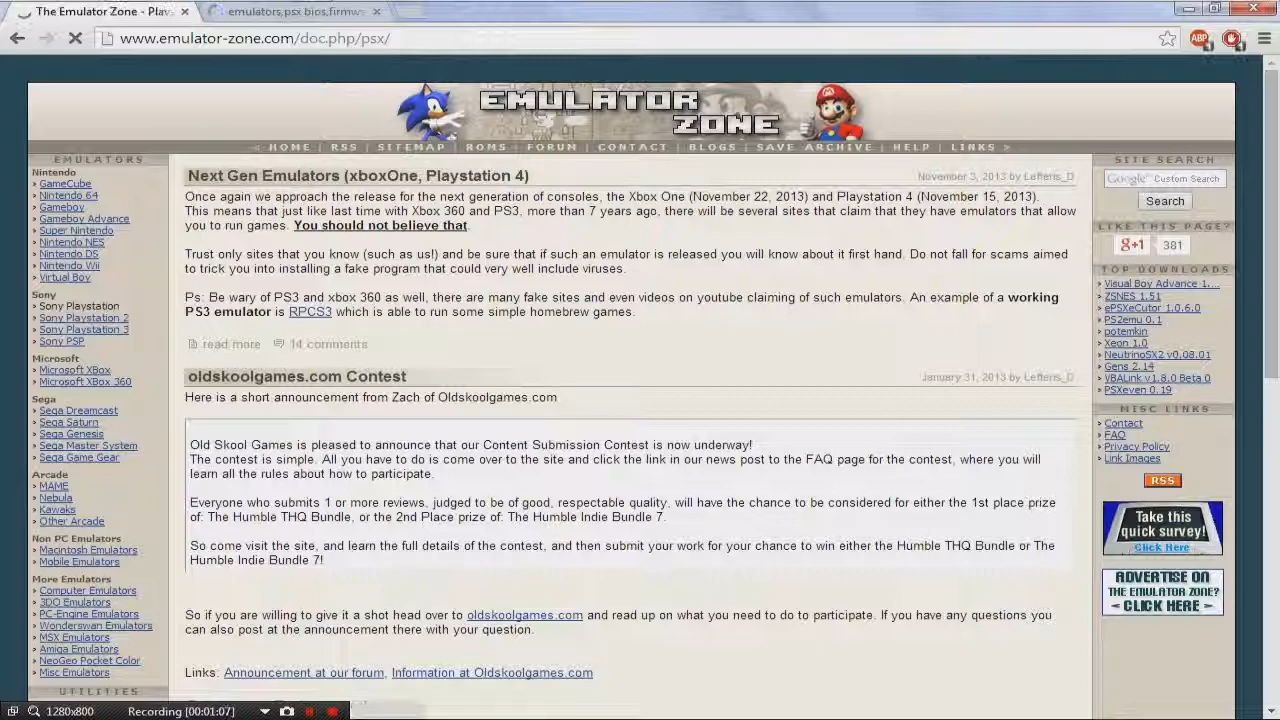 The Emulator Zone - Play
emulators,psx bios,firmw
www.emulator-zone.com/doc.php/psx/
ABP
EMULATOR
ZONE
< HOME | RSS | SITEMAP | ROMS | FORUM | CONTACT | BLOGS | SAVE ARCHIVE | HELP | LINKS >
EMULATORS
Nintendo
GameCube
Nintendo 64
Gameboy
Gameboy Advance
Super Nintendo
Nintendo NES
Nintendo DS
Nintendo Wii
Virtual Boy
Sony
Sony Playstation
Sony Playstation 2
Sony Playstation 3
Sony PSP
Microsoft
Microsoft XBox
Microsoft XBox 360
Sega
Sega Dreamcast
Sega Saturn
Sega Genesis
Sega Master System
Sega Game Gear
Arcade
MAME
Nebula
Kawaks
Other Arcade
Non PC Emulators
Macintosh Emulators
Mobile Emulators
More Emulators
Computer Emulators
3DO Emulators
PC-Engine Emulators
Wonderswan Emulators
MSX Emulators
Amiga Emulators
NeoGeo Pocket Color
Misc Emulators
UTILITIES
Next Gen Emulators (xboxOne, Playstation 4)
November 3, 2013 by Lefteris_D
Once again we approach the release for the next generation of consoles, the Xbox One (November 22, 2013) and Playstation 4 (November 15, 2013).
This means that just like last time with Xbox 360 and PS3, more than 7 years ago, there will be several sites that claim that they have emulators that allow
you to run games. You should not believe that.
Trust only sites that you know (such as us!) and be sure that if such an emulator is released you will know about it first hand. Do not fall for scams aimed
to trick you into installing a fake program that could very well include viruses.
Ps: Be wary of PS3 and xbox 360 as well, there are many fake sites and even videos on youtube claiming of such emulators. An example of a working
PS3 emulator is RPCS3 which is able to run some simple homebrew games.
read more
14 comments
oldskoolgames.com Contest
January 31, 2013 by Lefteris_D
Here is a short announcement from Zach of Oldskoolgames.com
Old Skool Games is pleased to announce that our Content Submission Contest is now underway!
The contest is simple. All you have to do is come over to the site and click the link in our news post to the FAQ page for the contest, where you will
learn all the rules about how to participate.
Everyone who submits 1 or more reviews, judged to be of good, respectable quality, will have the chance to be considered for either the 1st place prize
of: The Humble THQ Bundle, or the 2nd Place prize of: The Humble Indie Bundle 7.
So come visit the site, and learn the full details of the contest, and then submit your work for your chance to win either the Humble THQ Bundle or The
Humble Indie Bundle 7!
So if you are willing to give it a shot head over to oldskoolgames.com and read up on what you need to do to participate. If you have any questions you
can also post at the announcement there with your question.
Links: Announcement at our forum, Information at Oldskoolgames.com
SITE SEARCH
Google Custom Search
Search
LIKE THIS PAGE?
g+1 381
TOP DOWNLOADS
Visual Boy Advance 1....
ZSNES 1.51
ePSXeCutor 1.0.6.0
PS2emu 0.1
potemkin
Xeon 1.0
NeutrinoSX2 v0.08.01
Gens 2.14
VBALink v1.8.0 Beta 0
PSXeven 0.19
MISC LINKS
Contact
FAQ
Privacy Policy
Link Images
RSS
Take this
quick survey!
Click Here
ADVERTISE ON
THE EMULATOR ZONE?
> CLICK HERE <
1280x800
Recording [00:01:07]